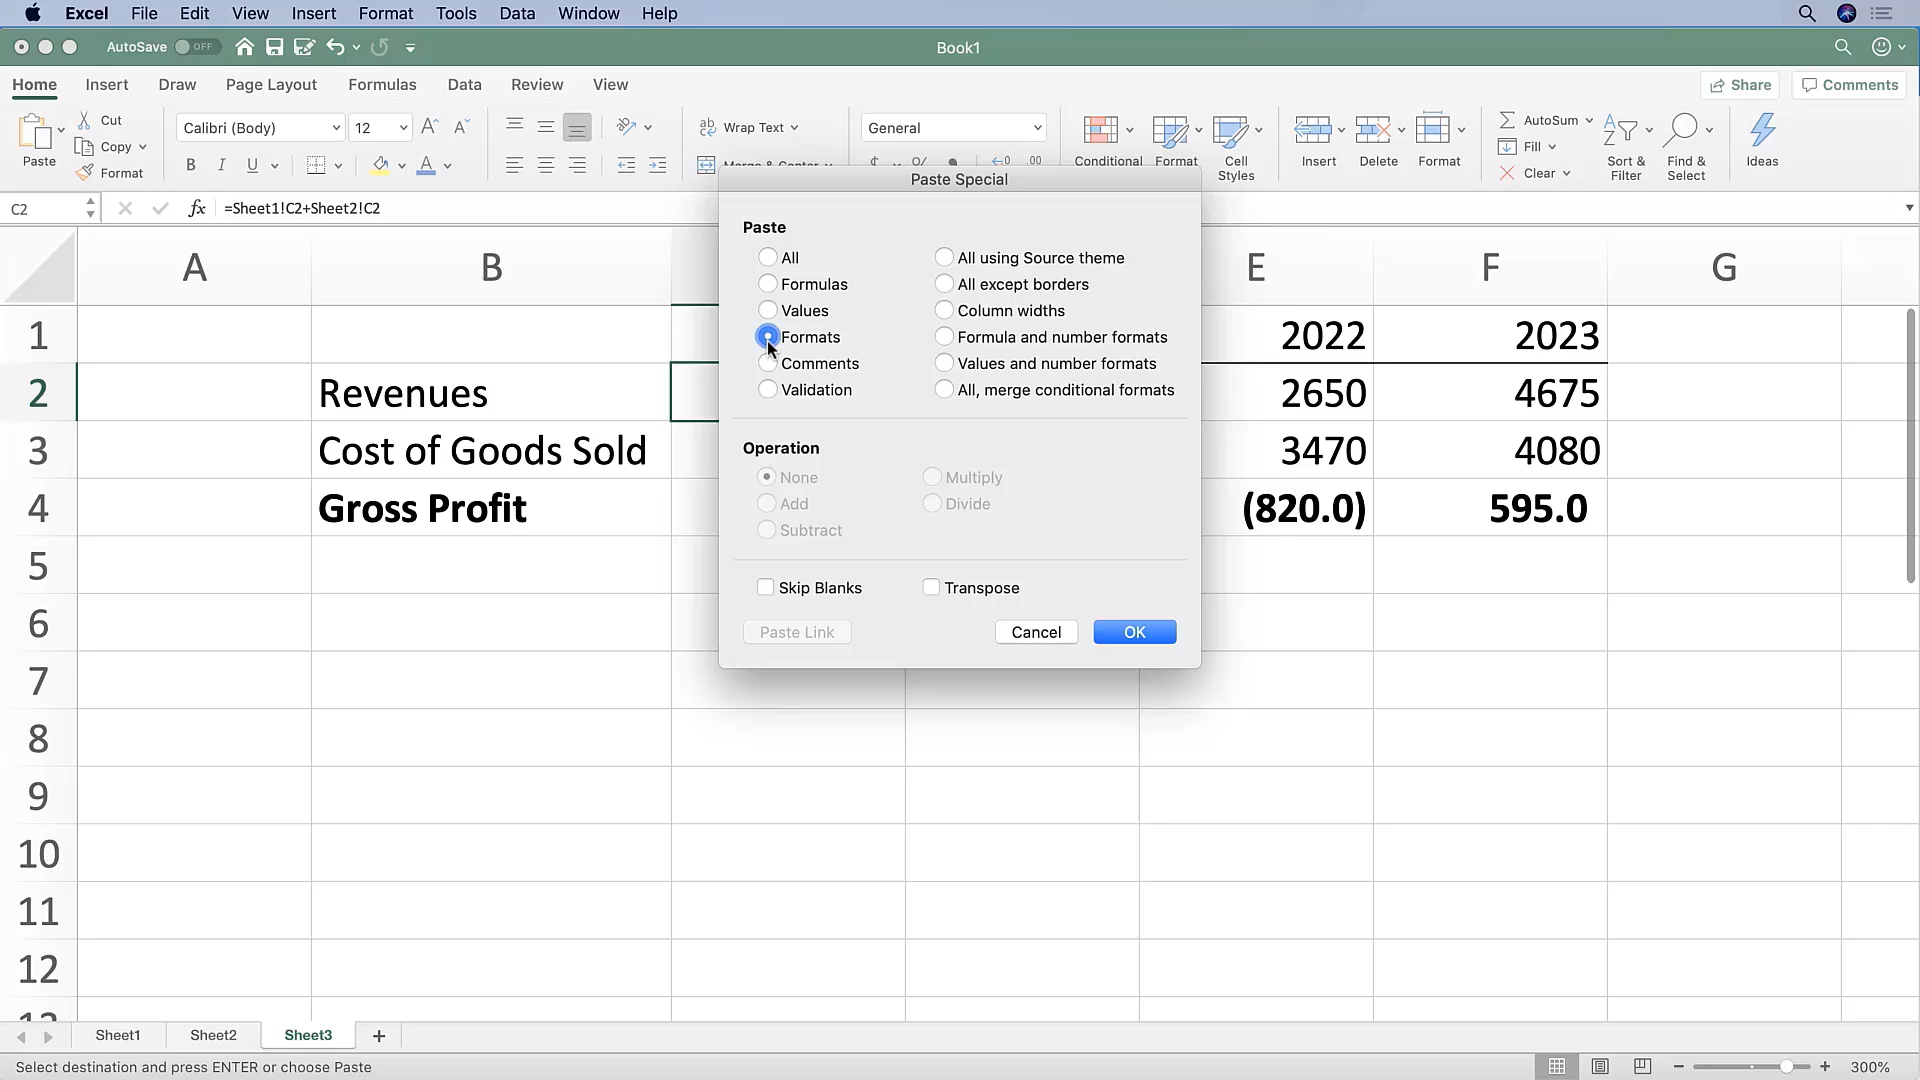 Excel File Edit View Insert Format Tools Data Window Help
AutoSave OFF Book1
Home Insert Draw Page Layout Formulas Data Review View Share Comments
Paste Cut Copy Format
Calibri (Body) 12
B I U A
ab Wrap Text
General
Conditional Format Cell Styles
Insert Delete Format
AutoSum Fill Clear
Sort & Filter
Find & Select
Ideas
C2 fx =Sheet1!C2+Sheet2!C2
Paste Special
Paste
All All using Source theme
Formulas All except borders
Values Column widths
Formats Formula and number formats
Comments Values and number formats
Validation All, merge conditional formats
Operation
None Multiply
Add Divide
Subtract
Skip Blanks Transpose
Paste Link Cancel OK
A B E F G
1 2022 2023
2 Revenues 2650 4675
3 Cost of Goods Sold 3470 4080
4 Gross Profit (820.0) 595.0
5
6
7
8
9
10
11
12
Sheet1 Sheet2 Sheet3 +
Select destination and press ENTER or choose Paste 300%